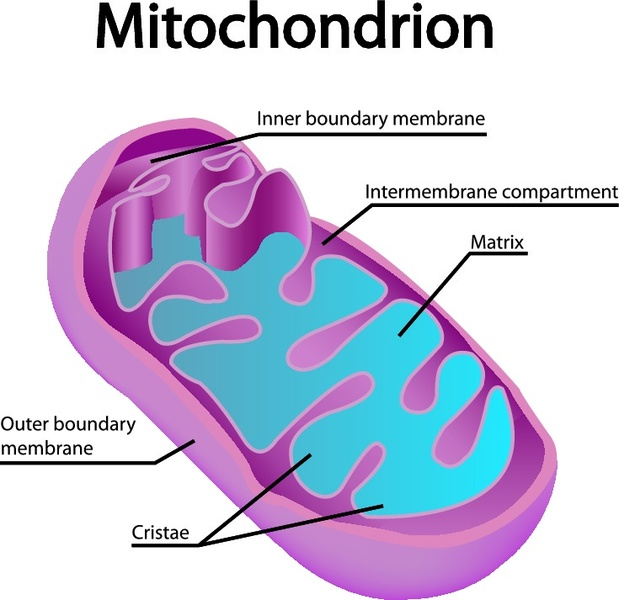 Mitochondrion
Inner boundary membrane
Intermembrane compartment
Matrix
Outer boundary
membrane
Cristae